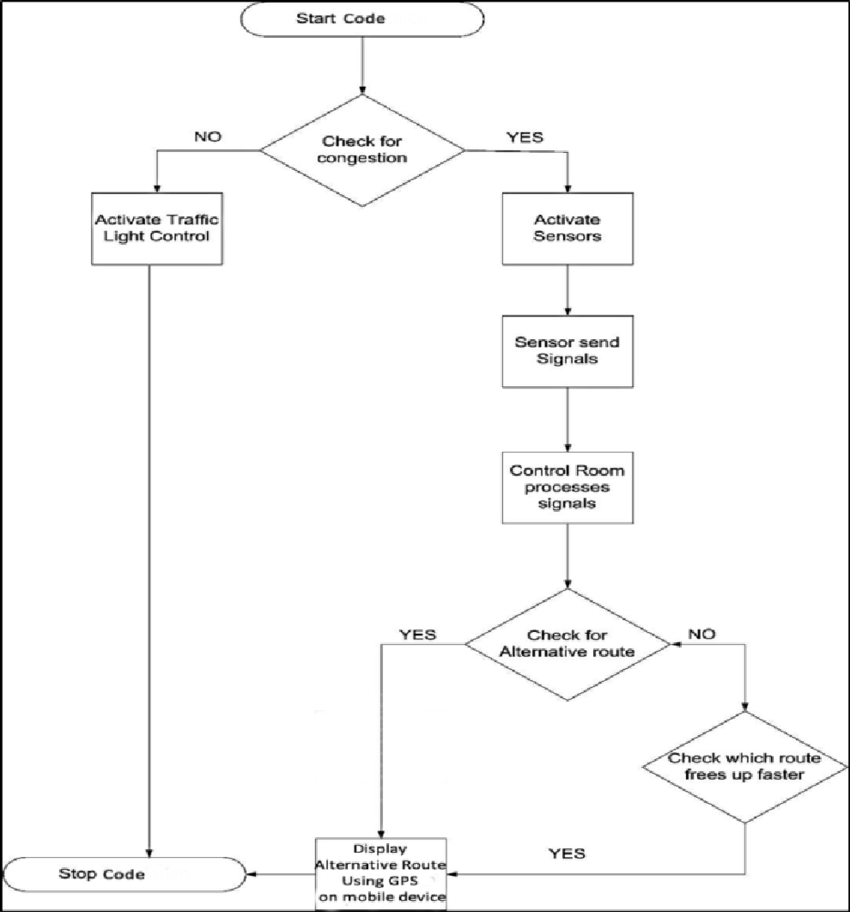 Start Code
NO
YES
Check for
congestion
Activate Traffic
Light Control
Activate
Sensors
Sensor send
Signals
Control Room
processes
signals
YES
NO
Check for
Alternative route
Check which route
frees up faster
YES
Display
Alternative Route
Using GPS
on mobile device
Stop Code